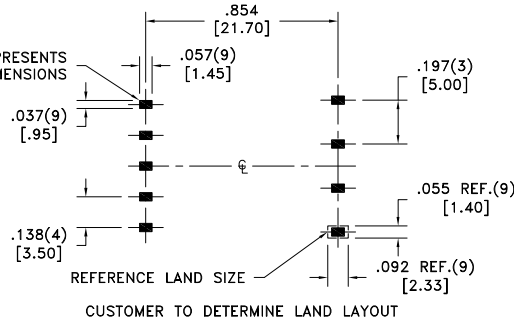 .854
[21.70]
PRESENTS
MENSIONS
.057(9)
[1.45]
.197(3)
[5.00]
.037(9)
[.95]
℄
.055 REF.(9)
[1.40]
.138(4)
[3.50]
REFERENCE LAND SIZE
.092 REF.(9)
[2.33]
CUSTOMER TO DETERMINE LAND LAYOUT